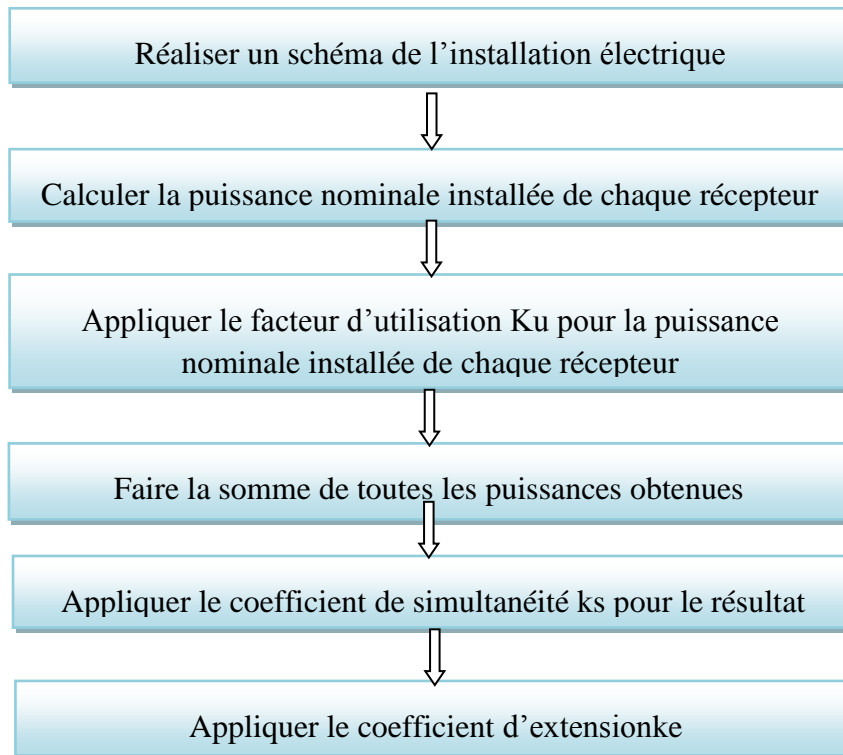 Réaliser un schéma de l’installation électrique
Calculer la puissance nominale installée de chaque récepteur
Appliquer le facteur d’utilisation Ku pour la puissance
nominale installée de chaque récepteur
Faire la somme de toutes les puissances obtenues
Appliquer le coefficient de simultanéité ks pour le résultat
Appliquer le coefficient d’extensionke